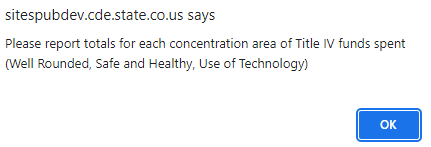 sitespubdev.cde.state.co.us says
Please report totals for each concentration area of Title IV funds spent
(Well Rounded, Safe and Healthy, Use of Technology)
OK